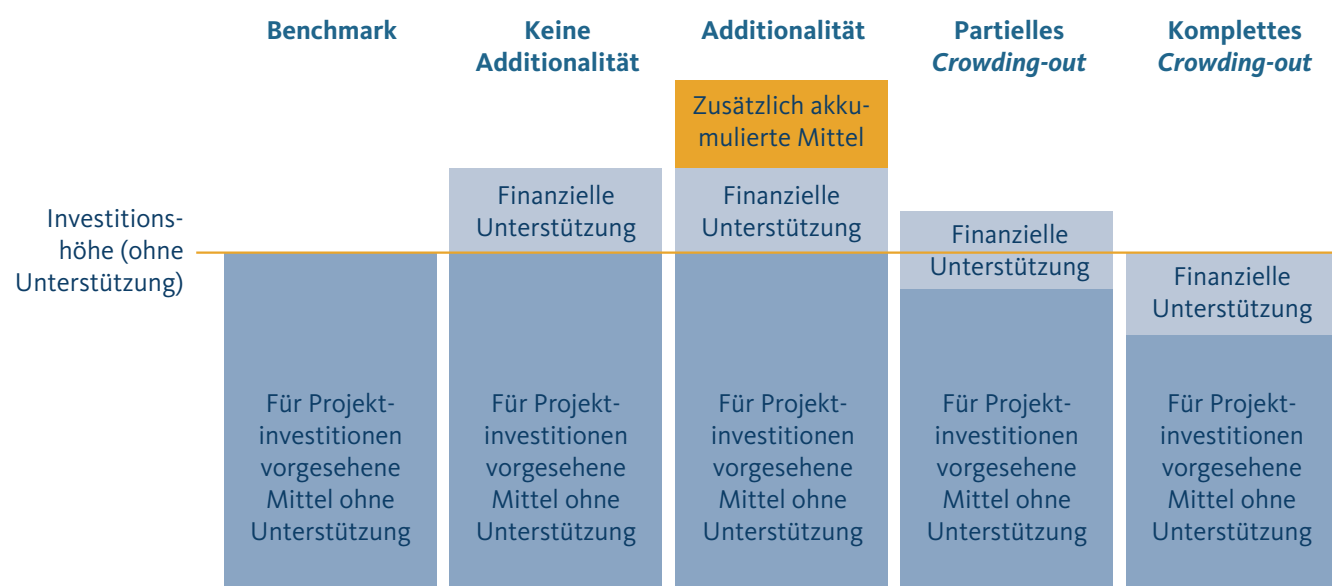 Benchmark
Keine
Additionalität
Additionalität
Partielles
Crowding-out
Komplettes
Crowding-out
Investitions-
höhe (ohne
Unterstützung)
Für Projekt-
investitionen
vorgesehene
Mittel ohne
Unterstützung
Finanzielle
Unterstützung
Für Projekt-
investitionen
vorgesehene
Mittel ohne
Unterstützung
Zusätzlich akku-
mulierte Mittel
Finanzielle
Unterstützung
Für Projekt-
investitionen
vorgesehene
Mittel ohne
Unterstützung
Finanzielle
Unterstützung
Für Projekt-
investitionen
vorgesehene
Mittel ohne
Unterstützung
Finanzielle
Unterstützung
Für Projekt-
investitionen
vorgesehene
Mittel ohne
Unterstützung